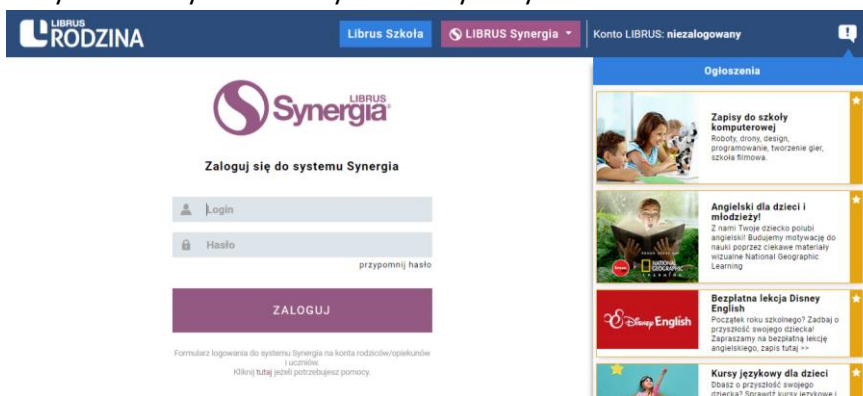 LIBRUS
RODZINA
Librus Szkoła
LIBRUS Synergia
Konto LIBRUS: niezalogowany
LIBRUS
Synergia
Zaloguj się do systemu Synergia
Login
Hasło
przypomnij hasło
ZALOGUJ
Formularz logowania do systemu Synergia na konta rodziców/opiekunów
i uczniów.
Kliknij tutaj jeżeli potrzebujesz pomocy.
Ogłoszenia
Zapisy do szkoły
komputerowej
Roboty, drony, design,
programowanie, tworzenie gier,
szkoła filmowa.
Angielski dla dzieci i
młodzieży!
Z nami Twoje dziecko polubi
angielski! Budujemy motywację do
nauki poprzez ciekawe materiały
wizualne National Geographic
Learning
NATIONAL
GEOGRAPHIC
Learning
Disney English
Bezpłatna lekcja Disney
English
Początek roku szkolnego? Zadbaj o
przyszłość swojego dziecka!
Zapraszamy na bezpłatną lekcję
angielskiego, zapis tutaj >>
Kursy językowy dla dzieci
Dbasz o przyszłość swojego
dziecka? Sprawdź kursy językowe i